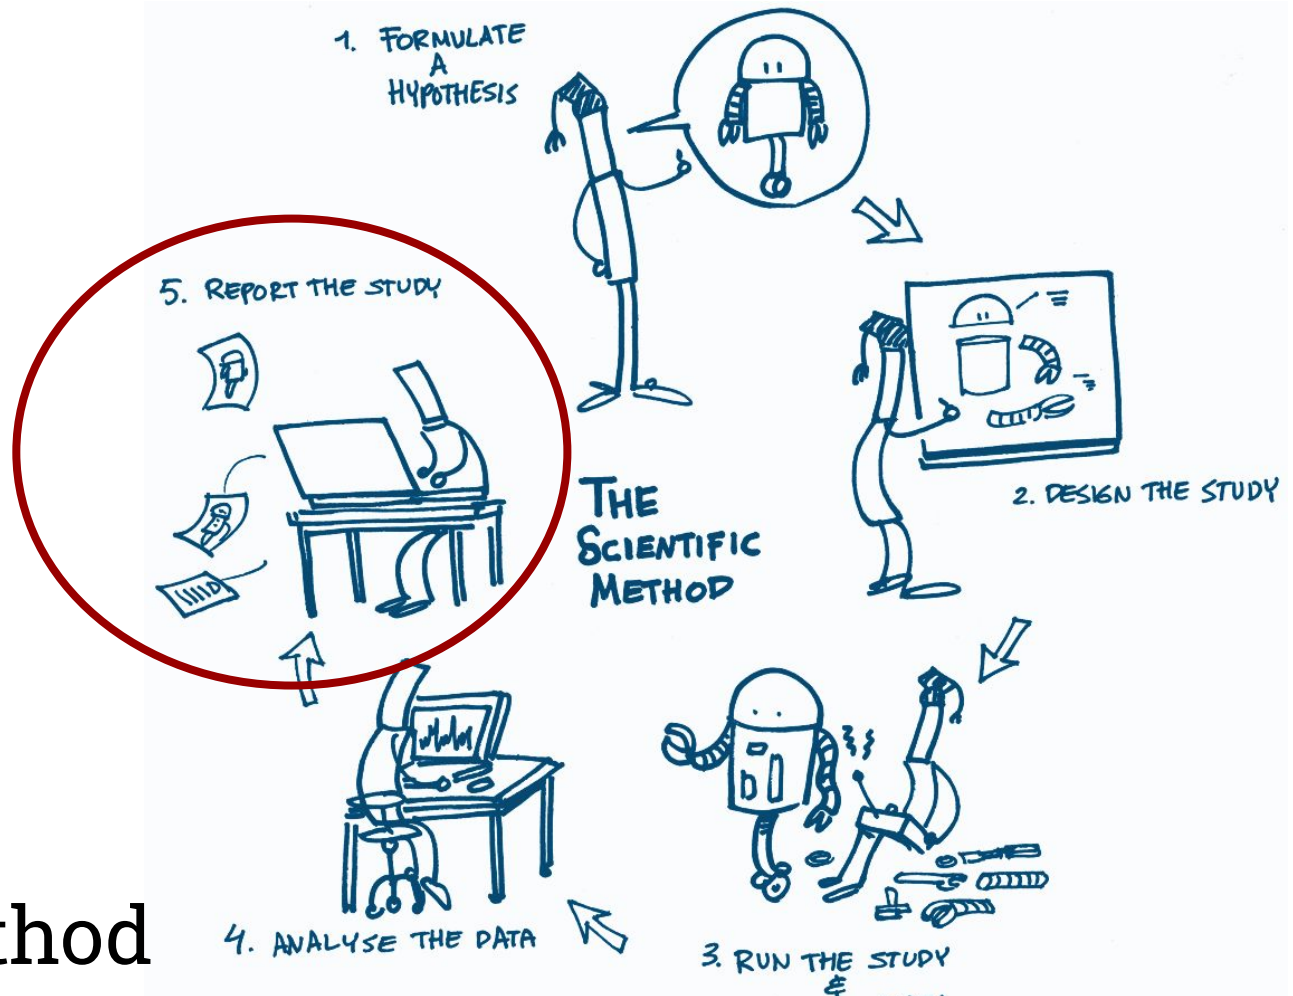 1. FORMULATE
A
HYPOTHESIS
2. DESIGN THE STUDY
3. RUN THE STUDY
&
4. ANALYSE THE DATA
5. REPORT THE STUDY
THE
SCIENTIFIC
METHOD
thod